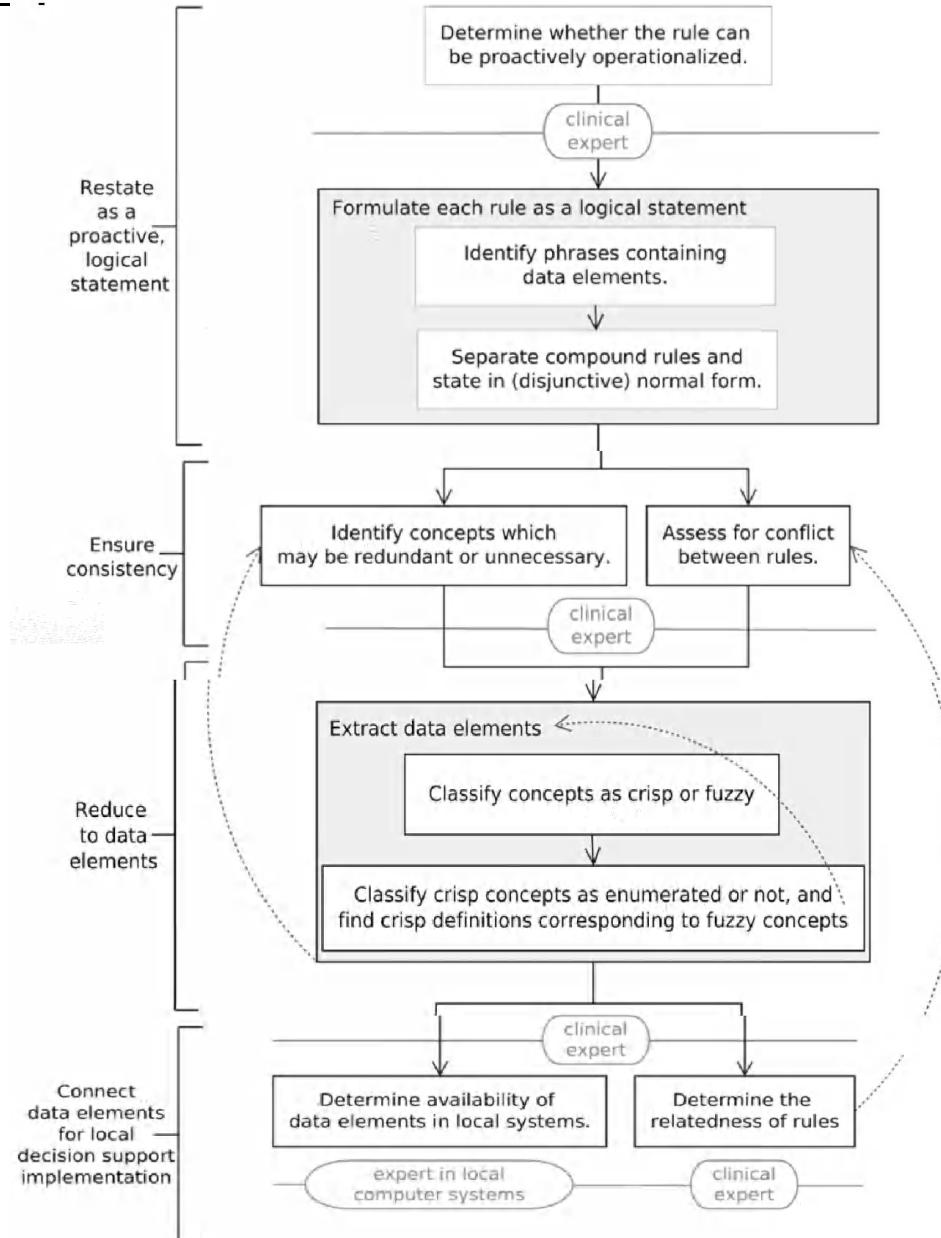 Determine whether the rule can
be proactively operationalized.
clinical
expert
Restate
as a
proactive,
logical
statement
Formulate each rule as a logical statement
Identify phrases containing
data elements.
Separate compound rules and
state in (disjunctive) normal form.
Ensure
consistency
Identify concepts which
may be redundant or unnecessary.
Assess for conflict
between rules.
clinical
expert
Reduce
to data
elements
Extract data elements
Classify concepts as crisp or fuzzy
Classify crisp concepts as enumerated or not, and
find crisp definitions corresponding to fuzzy concepts
clinical
expert
Connect
data elements
for local
decision support
implementation
Determine availability of
data elements in local systems.
Determine the
relatedness of rules
expert in local
computer systems
clinical
expert